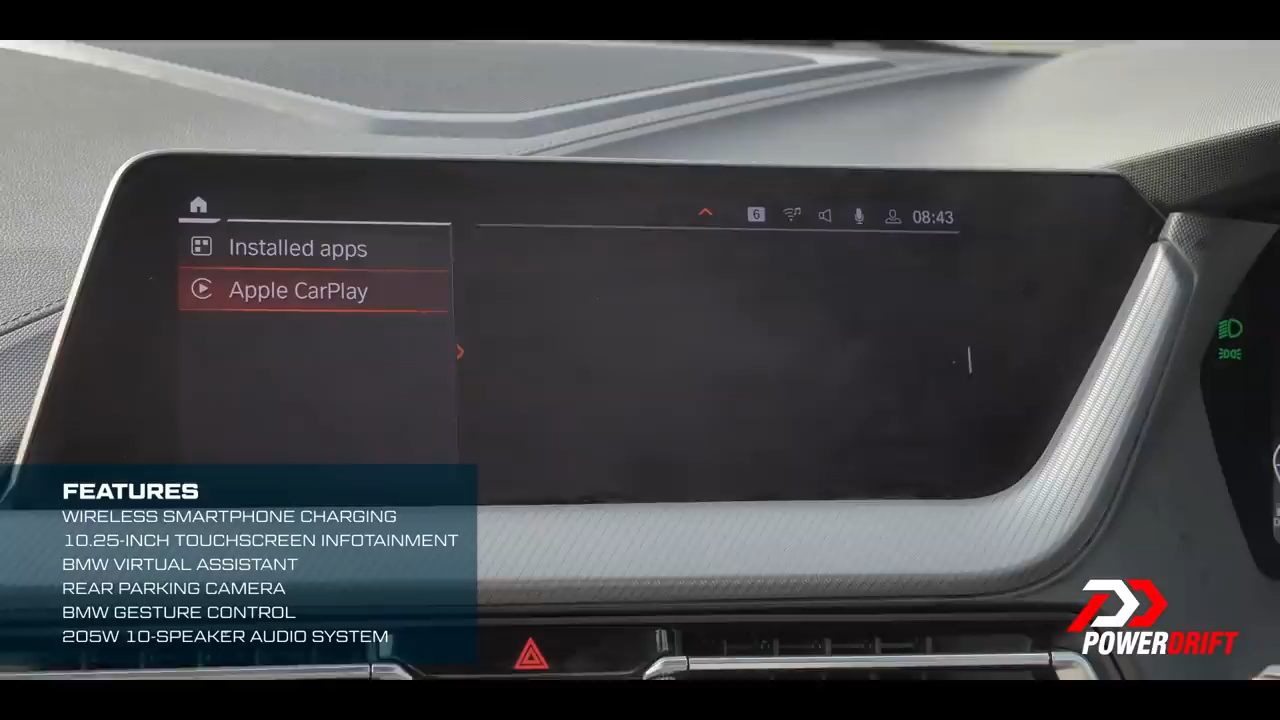 6
08:43
Installed apps
Apple CarPlay
FEATURES
WIRELESS SMARTPHONE CHARGING
10.25-INCH TOUCHSCREEN INFOTAINMENT
BMW VIRTUAL ASSISTANT
REAR PARKING CAMERA
BMW GESTURE CONTROL
205W 10-SPEAKER AUDIO SYSTEM
POWERDRIFT